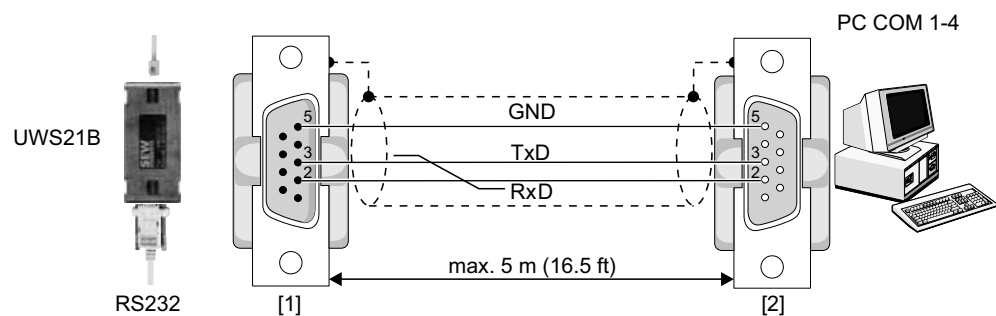 PC COM 1-4
UWS21B
SEW
5 GND 5
3 TxD 3
2 RxD 2
max. 5 m (16.5 ft)
RS232 [1] [2]